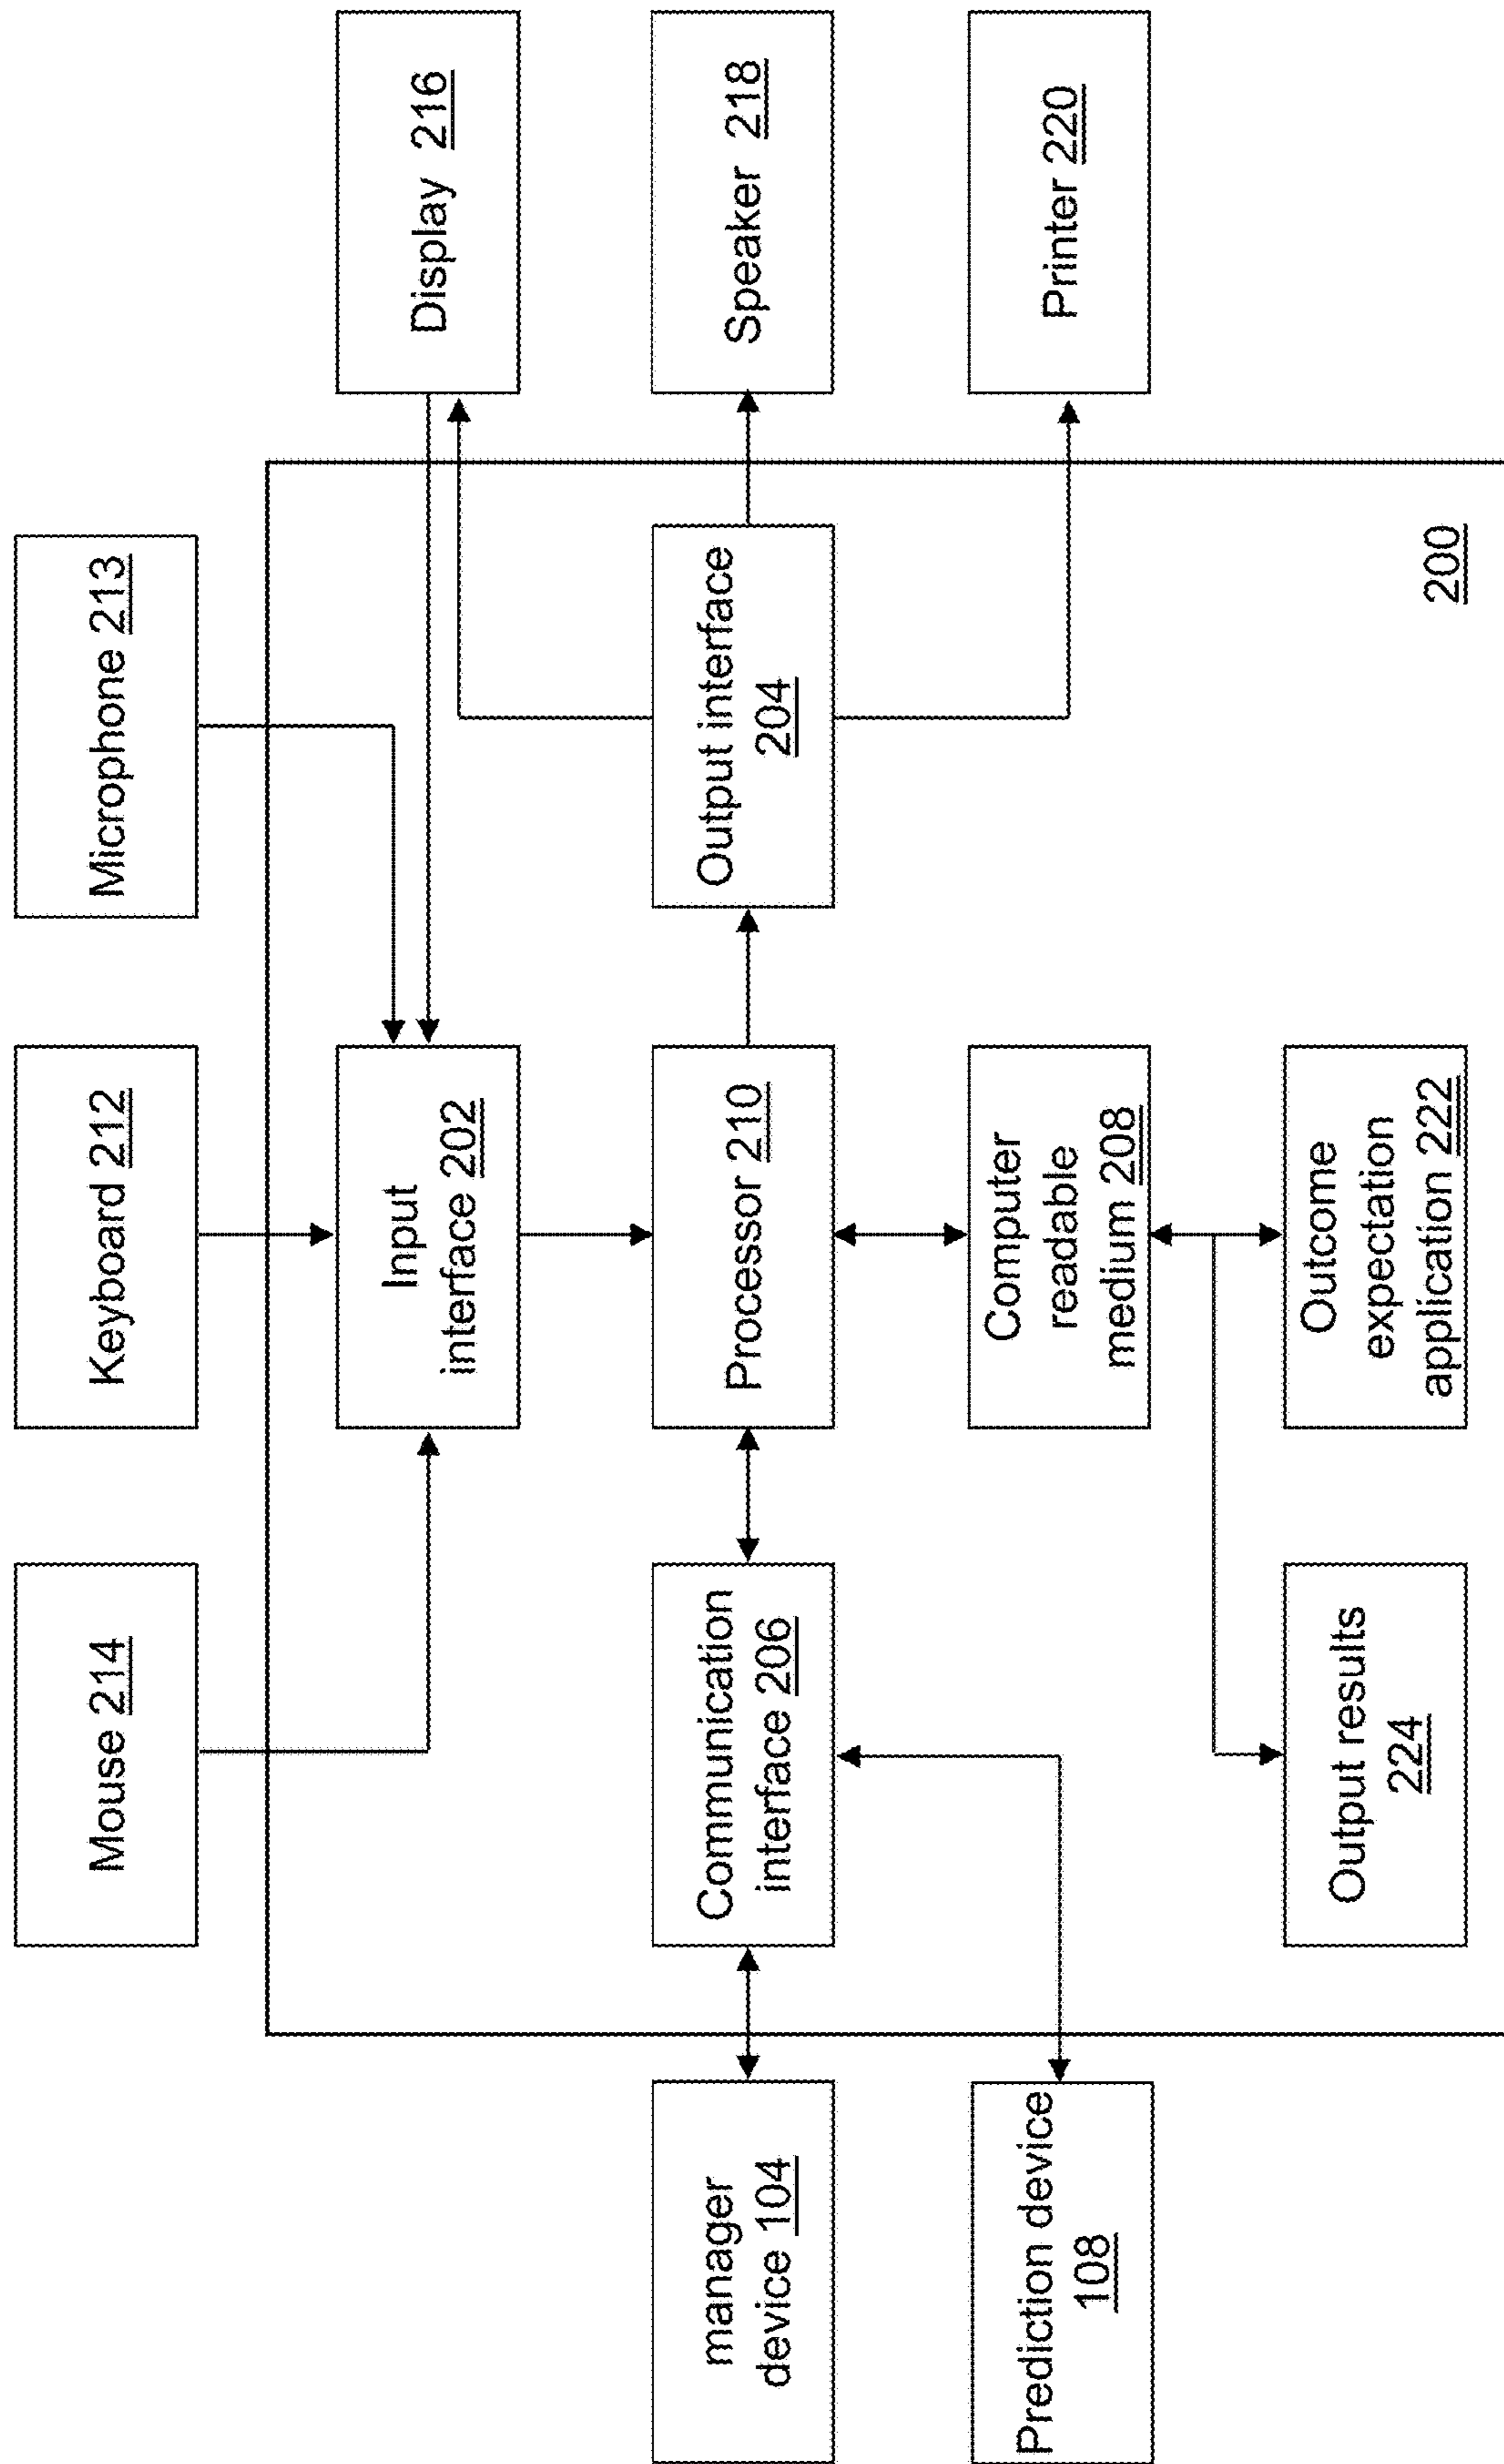 Mouse 214
Keyboard 212
Microphone 213
Input
interface 202
Display 216
manager
device 104
Communication
interface 206
Processor 210
Output interface
204
Speaker 218
Prediction device
108
Computer
readable
medium 208
Printer 220
Output results
224
Outcome
expectation
application 222
200